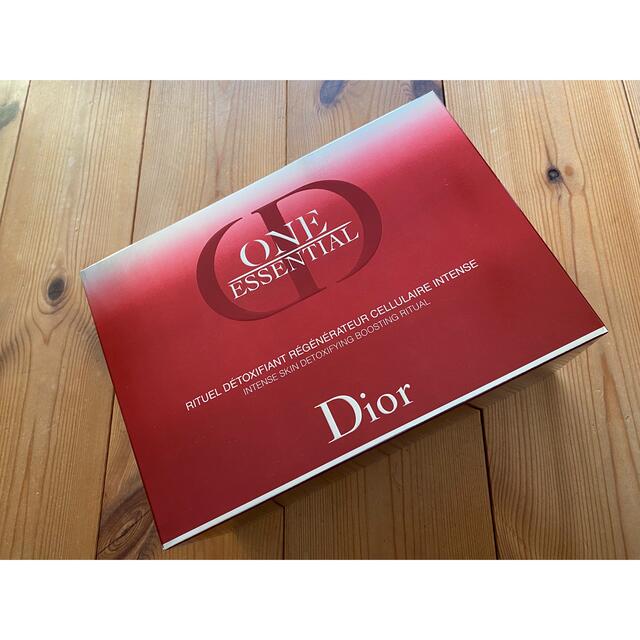 ONE
ESSENTIAL
RITUEL DÉTOXIFIANT RÉGÉNÉRATEUR CELLULAIRE INTENSE
INTENSE SKIN DETOXIFYING BOOSTING RITUAL
Dior